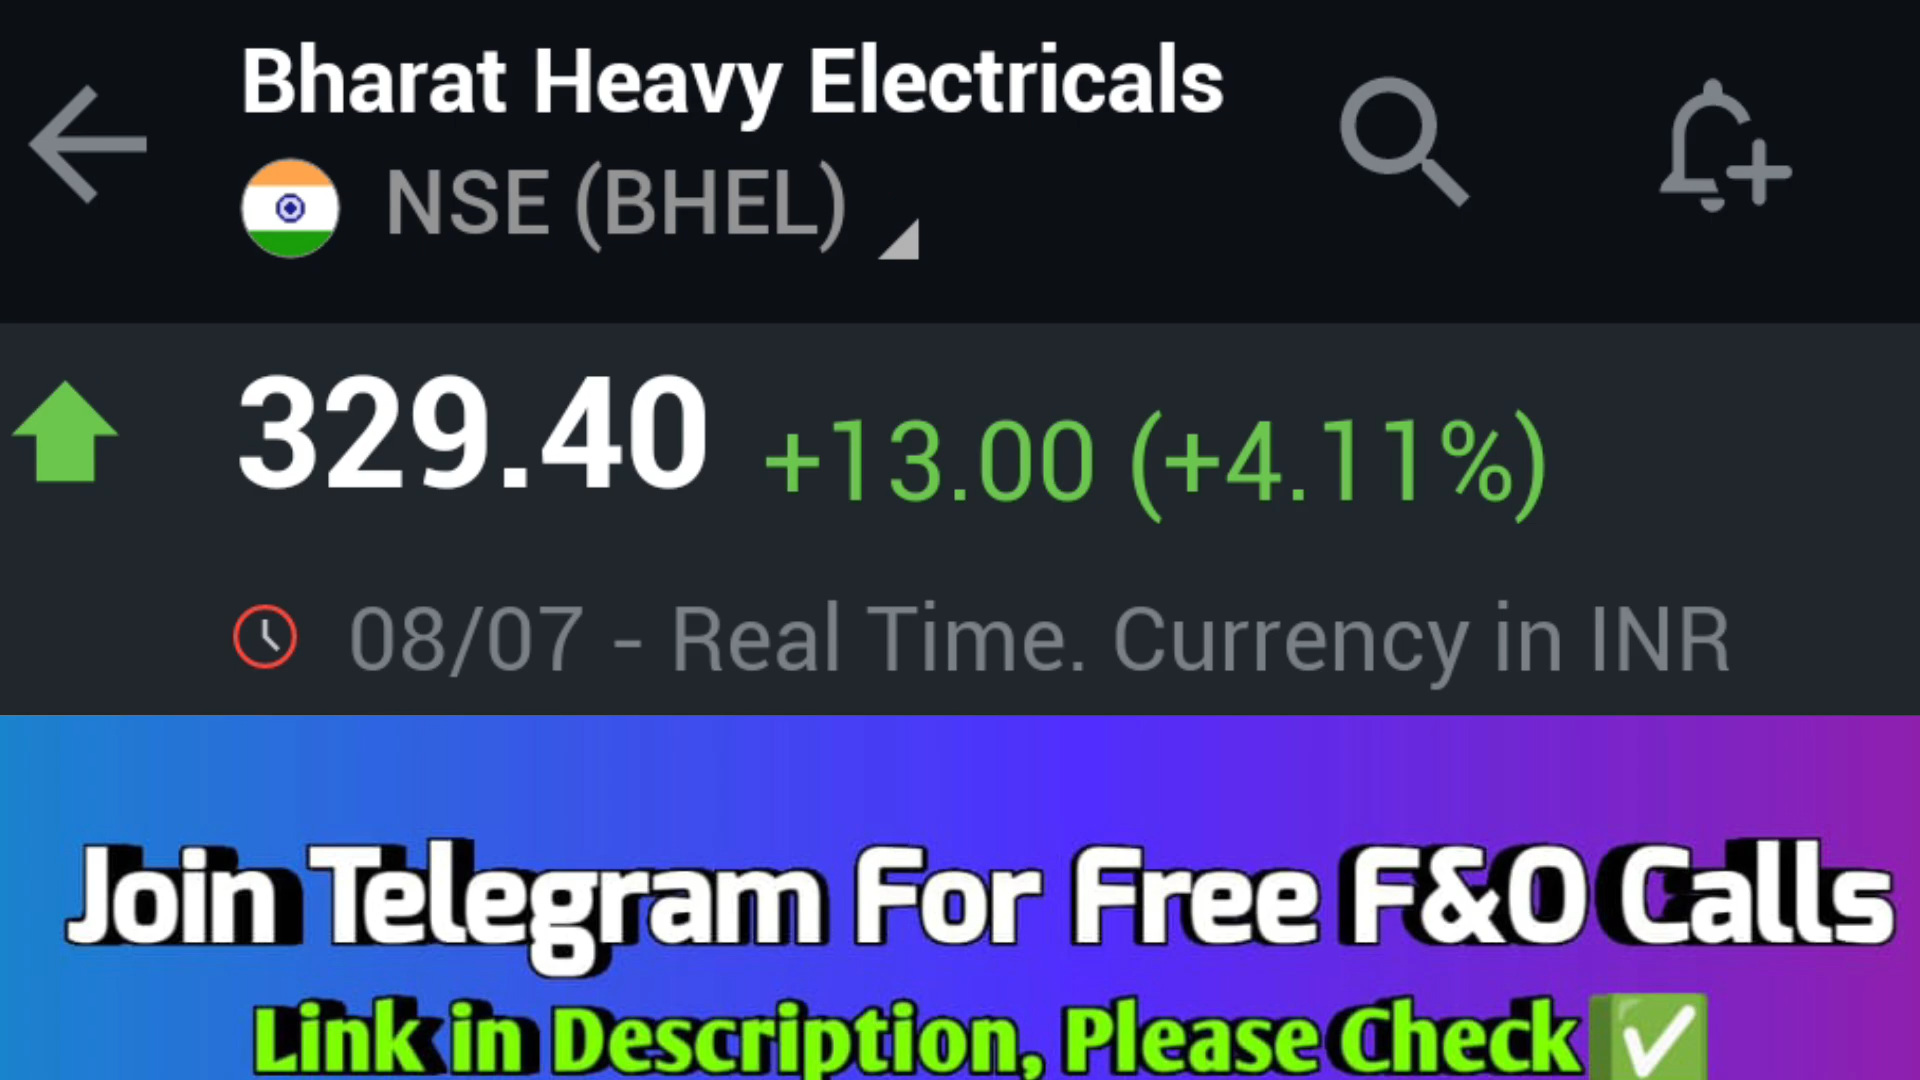 Bharat Heavy Electricals
NSE (BHEL)
329.40 +13.00 (+4.11%)
08/07 - Real Time. Currency in INR
Join Telegram For Free F&O Calls
Link in Description, Please Check ✅